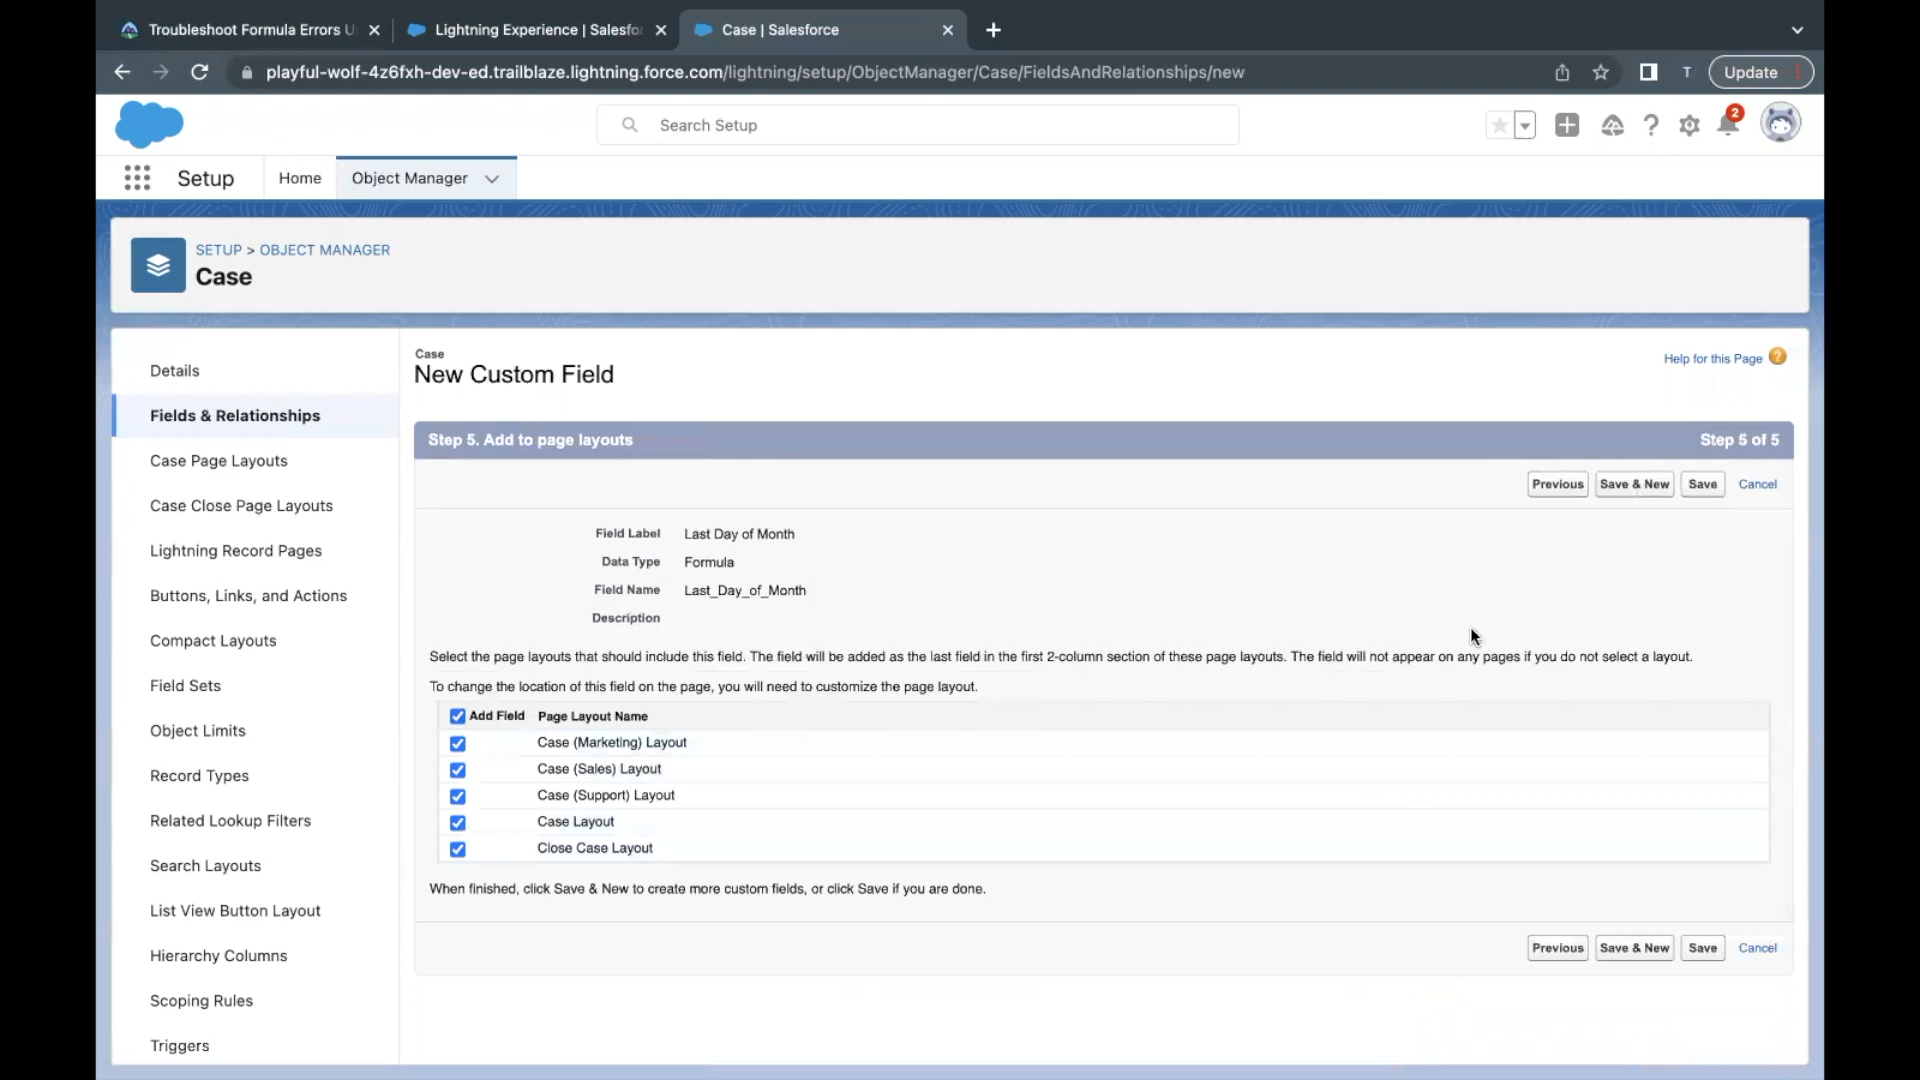 Troubleshoot Formula Errors U
Lightning Experience | Salesfo
Case | Salesforce
playful-wolf-4z6fxh-dev-ed.trailblaze.lightning.force.com/lightning/setup/ObjectManager/Case/FieldsAndRelationships/new
T
Update
Search Setup
2
Setup
Home
Object Manager
SETUP > OBJECT MANAGER
Case
Details
Fields & Relationships
Case Page Layouts
Case Close Page Layouts
Lightning Record Pages
Buttons, Links, and Actions
Compact Layouts
Field Sets
Object Limits
Record Types
Related Lookup Filters
Search Layouts
List View Button Layout
Hierarchy Columns
Scoping Rules
Triggers
Case
New Custom Field
Help for this Page ?
Step 5. Add to page layouts Step 5 of 5
Previous Save & New Save Cancel
Field Label Last Day of Month
Data Type Formula
Field Name Last_Day_of_Month
Description
Select the page layouts that should include this field. The field will be added as the last field in the first 2-column section of these page layouts. The field will not appear on any pages if you do not select a layout.
To change the location of this field on the page, you will need to customize the page layout.
Add Field Page Layout Name
Case (Marketing) Layout
Case (Sales) Layout
Case (Support) Layout
Case Layout
Close Case Layout
When finished, click Save & New to create more custom fields, or click Save if you are done.
Previous Save & New Save Cancel